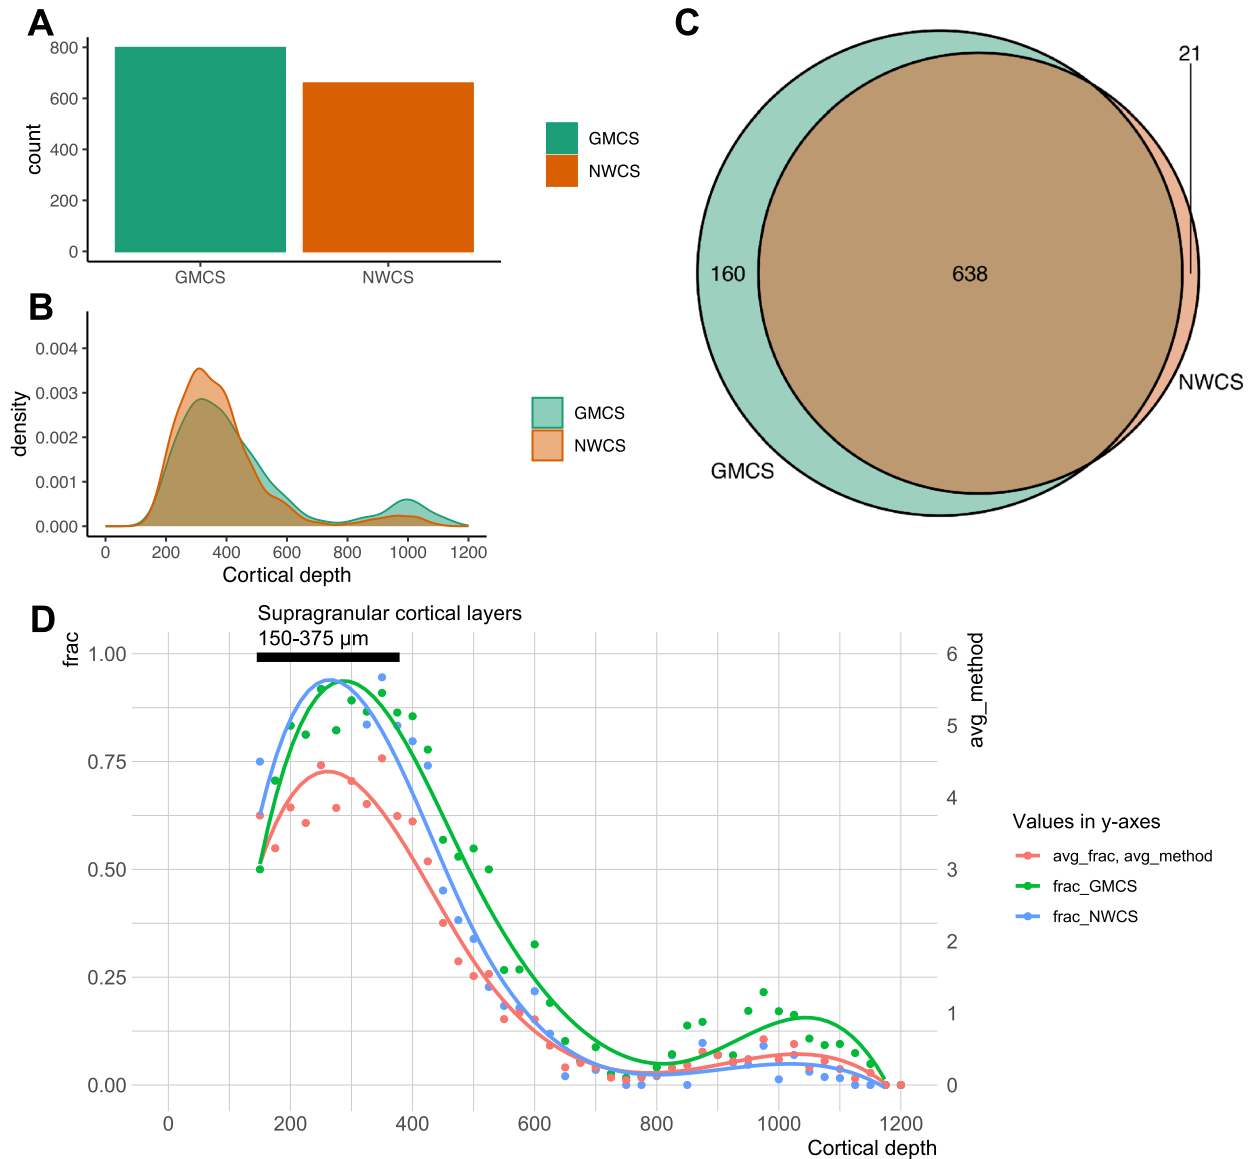 A
800
600
400
200
0
count
GMCS
NWCS
GMCS
NWCS
B
0.004
0.003
0.002
0.001
0.000
density
0 200 400 600 800 1000 1200
Cortical depth
GMCS
NWCS
C
21
160
638
NWCS
GMCS
D
Supragranular cortical layers
150-375 µm
frac
1.00
0.75
0.50
0.25
0.00
avg_method
6
5
4
3
2
1
0
0 200 400 600 800 1000 1200
Cortical depth
Values in y-axes
avg_frac, avg_method
frac_GMCS
frac_NWCS